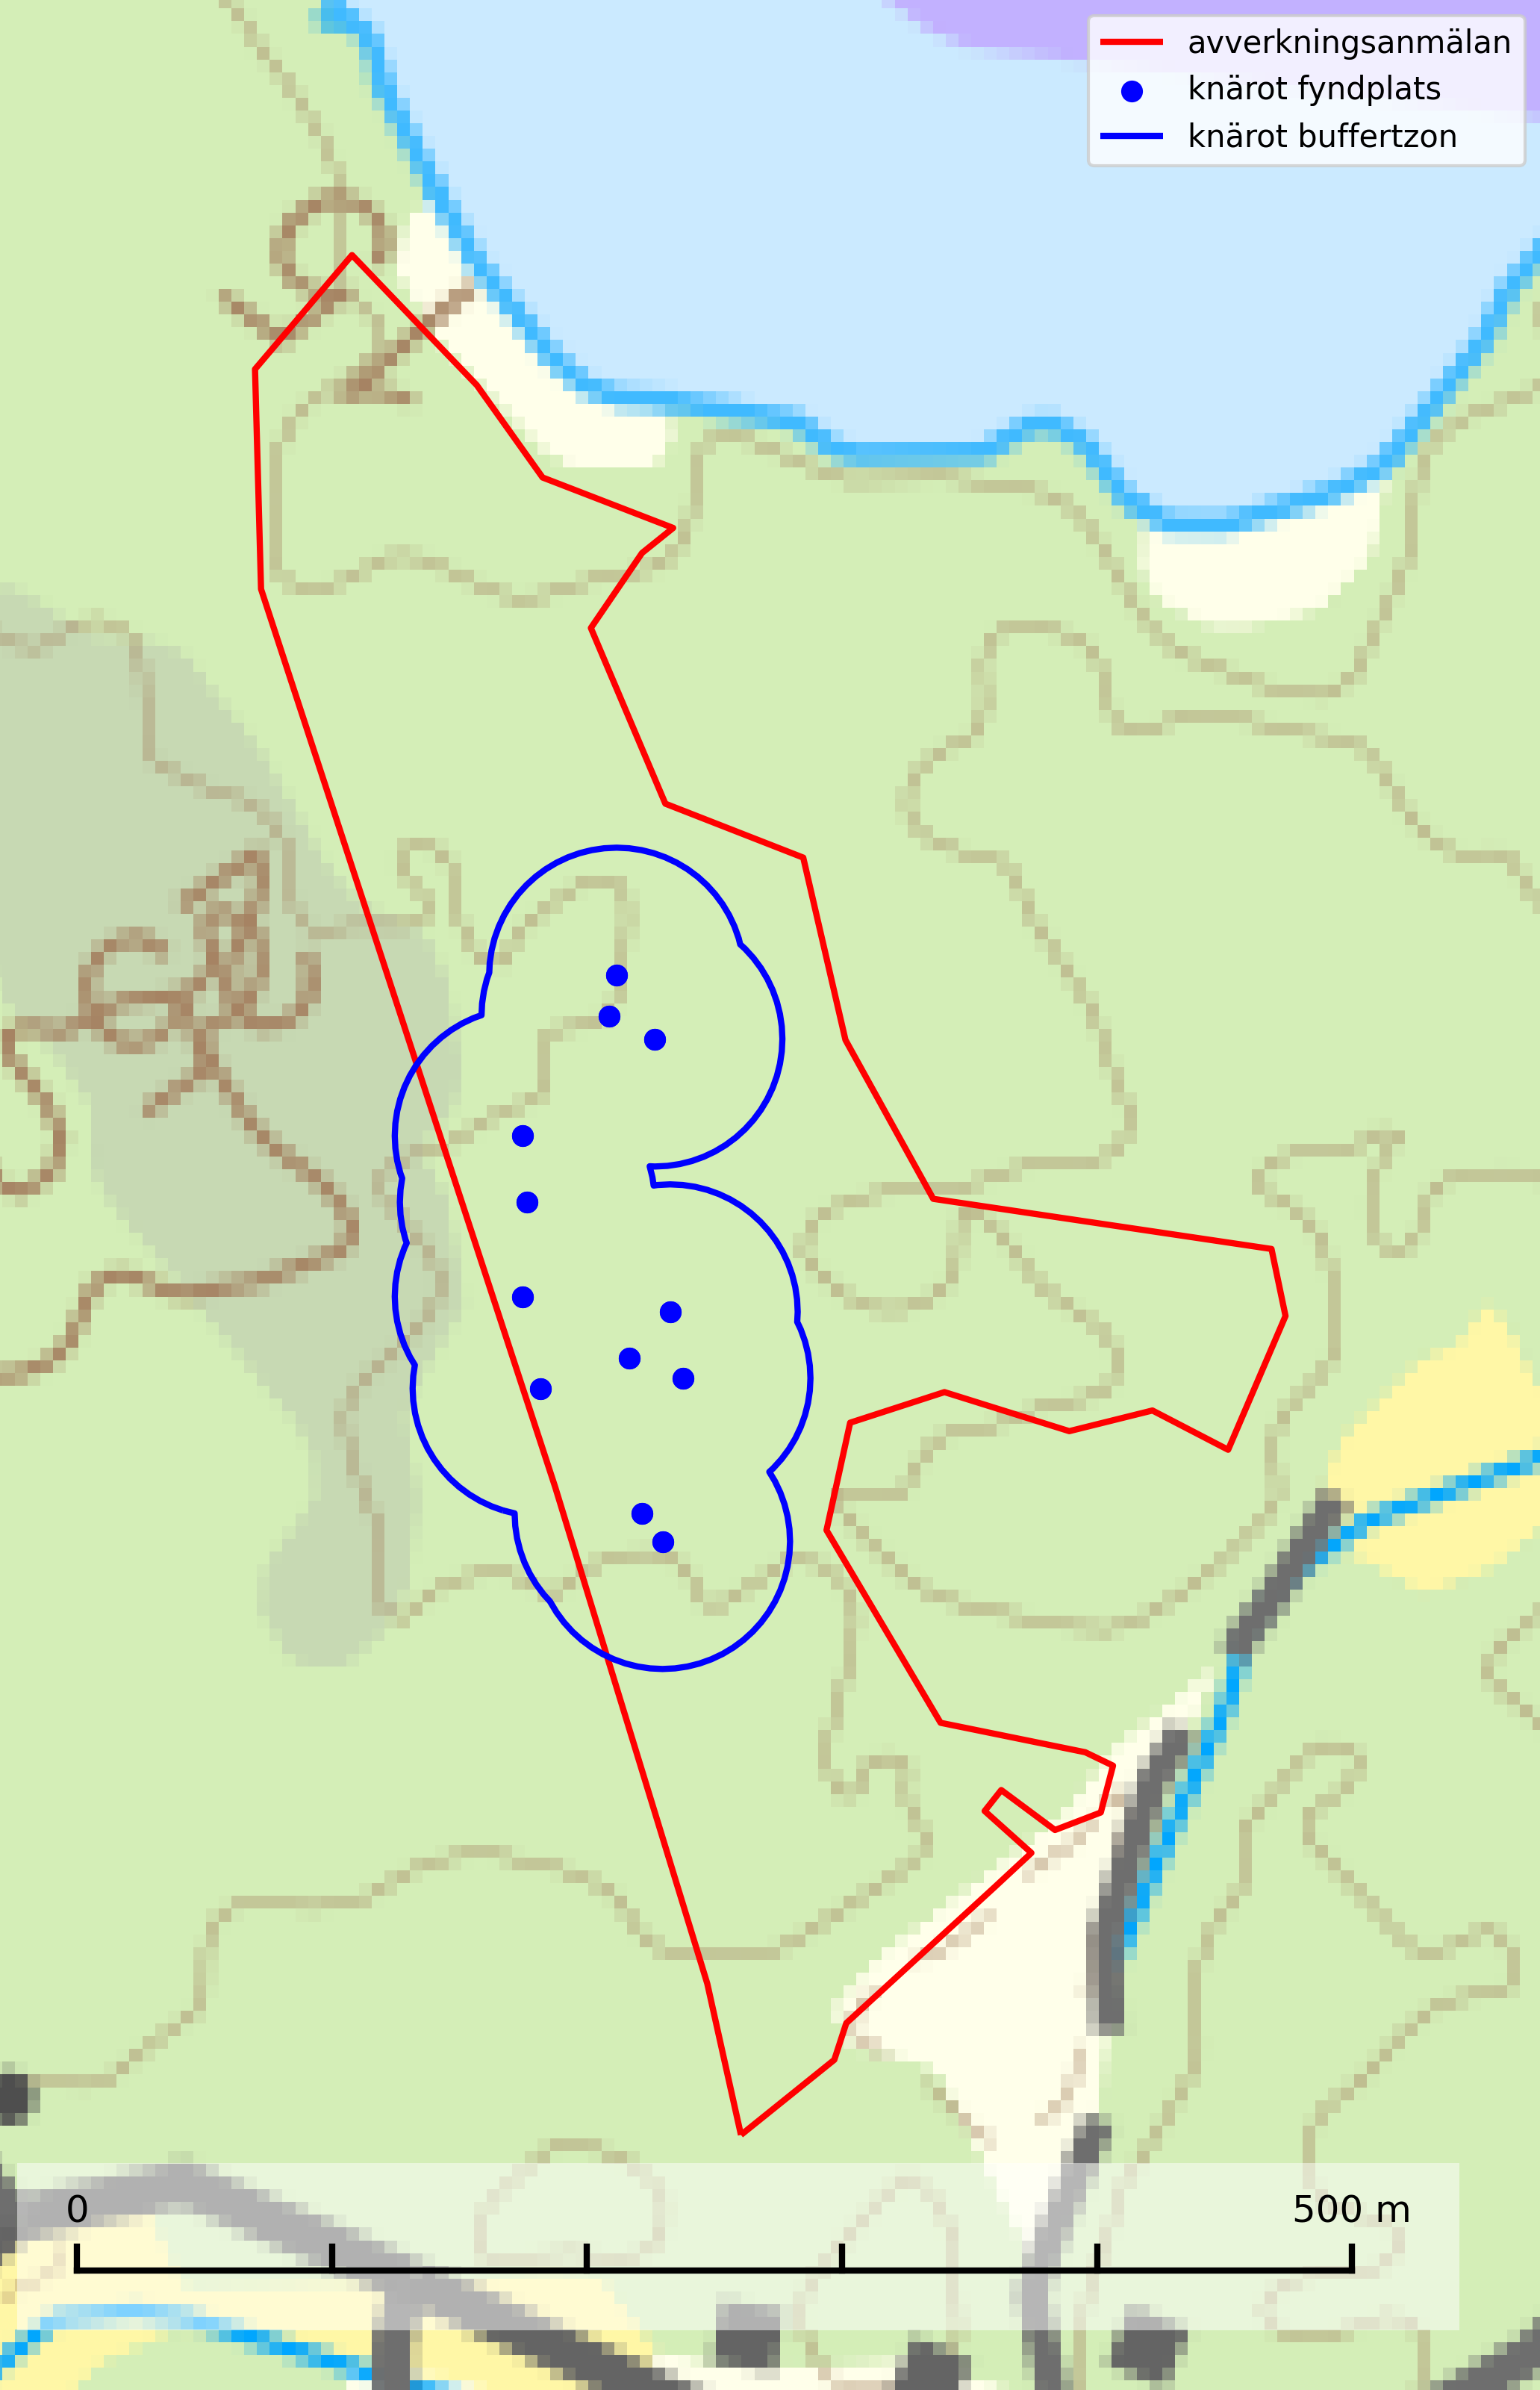 avverkningsanmälan
knärot fyndplats
knärot buffertzon
0
500 m